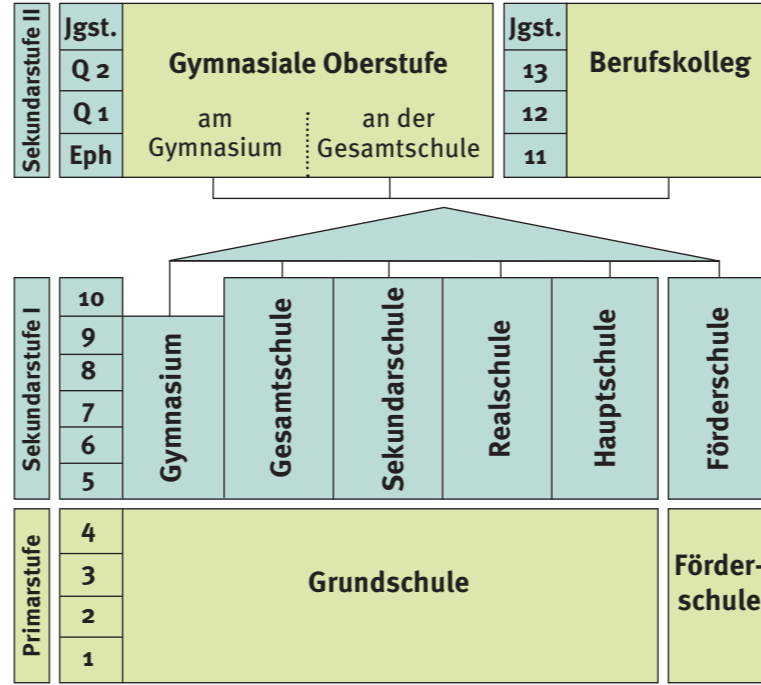 Sekundarstufe II
Jgst.
Q 2
Q 1
Eph
Gymnasiale Oberstufe
am
Gymnasium
an der
Gesamtschule
Jgst.
13
12
11
Berufskolleg
Sekundarstufe I
10
9
8
7
6
5
Gymnasium
Gesamtschule
Sekundarschule
Realschule
Hauptschule
Förderschule
Primarstufe
4
3
2
1
Grundschule
Förder-
schule